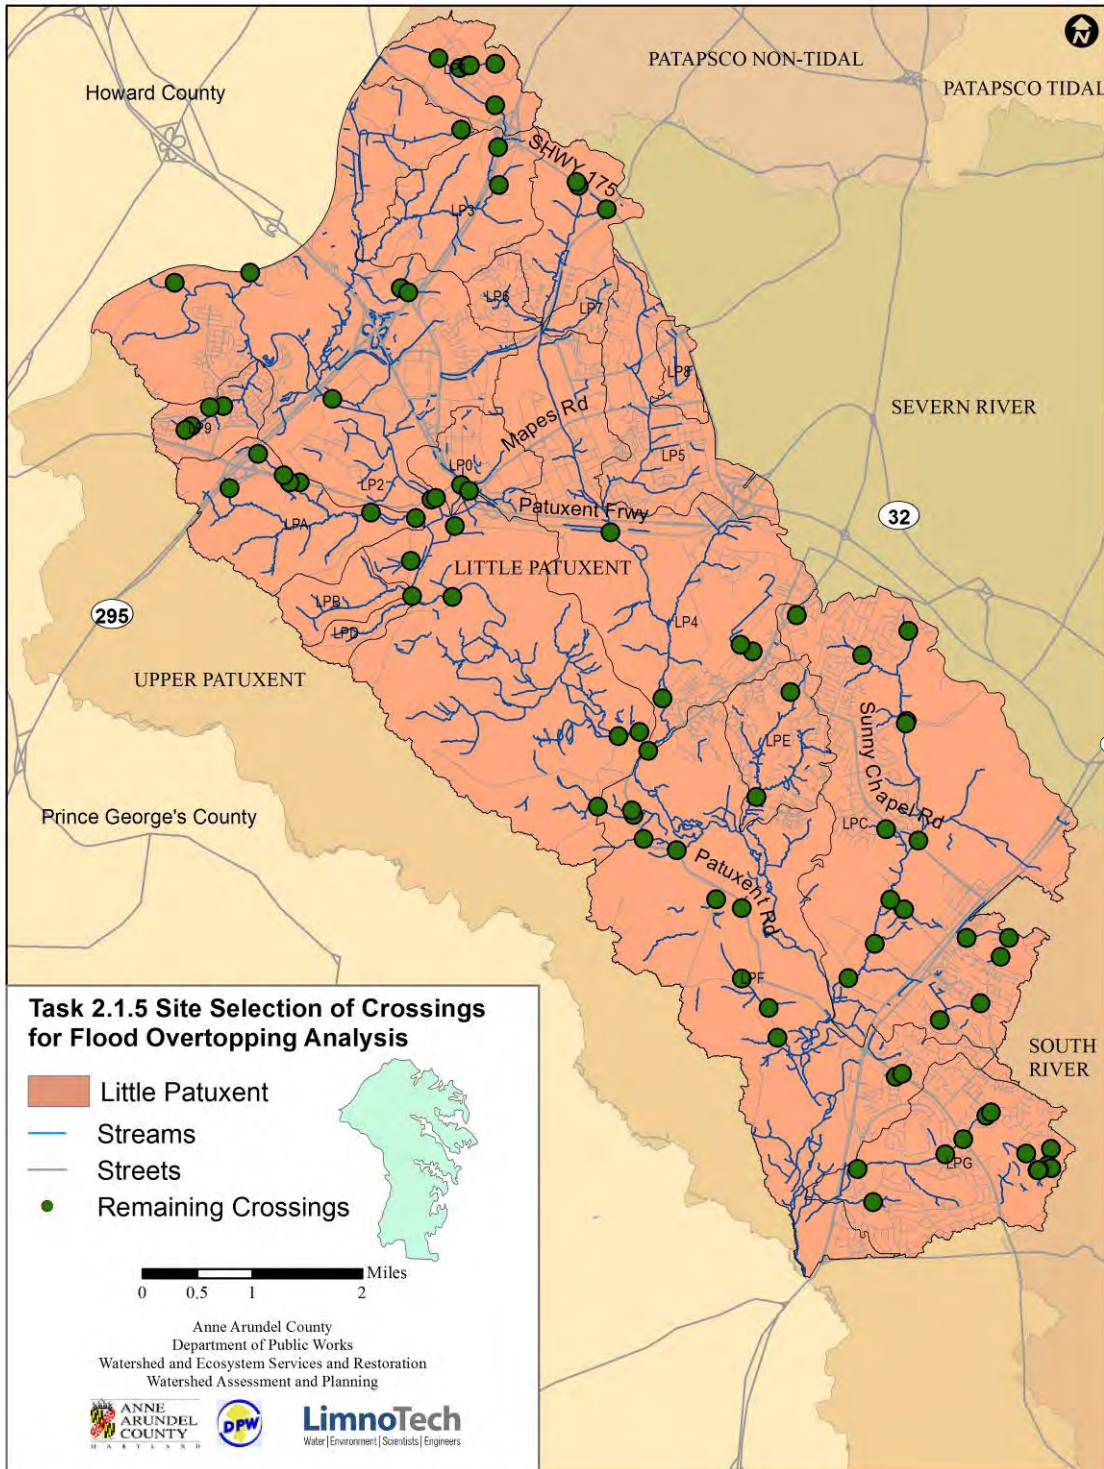 N
PATAPSCO NON-TIDAL
PATAPSCO TIDAL
Howard County
SHWY 175
LP3
LP6
LP7
LP8
SEVERN RIVER
LP9
Mapes Rd
LP0
LP5
LP2
Patuxent Frwy
32
LPA
LITTLE PATUXENT
LPB
295
LP4
LPD
UPPER PATUXENT
LPE
Sunny Chapel Rd
Prince George's County
LPC
Patuxent Rd
LPF
SOUTH
RIVER
LPG
Task 2.1.5 Site Selection of Crossings
for Flood Overtopping Analysis
Little Patuxent
Streams
Streets
Remaining Crossings
Miles
0 0.5 1 2
Anne Arundel County
Department of Public Works
Watershed and Ecosystem Services and Restoration
Watershed Assessment and Planning
ANNE
ARUNDEL
COUNTY
MARYLAND
DPW
LimnoTech
Water | Environment | Scientists | Engineers